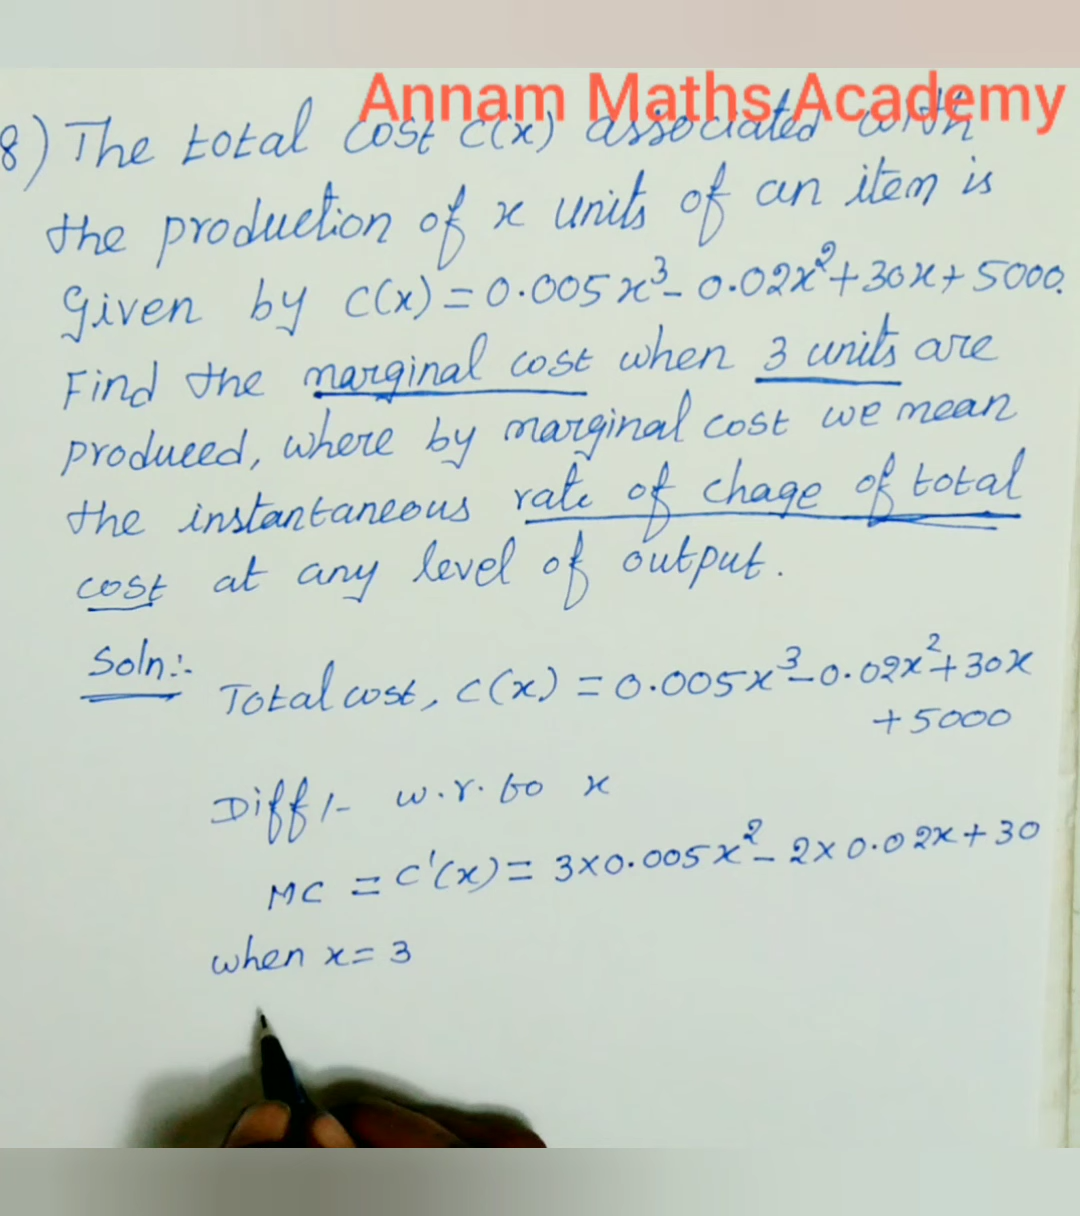 Annam Maths Academy
8) The total cost C(x) associated with
the production of x units of an item is
Given by C(x) = 0.005x³ - 0.02x² + 30x + 5000.
Find the marginal cost when 3 units are
produced, where by marginal cost we mean
the instantaneous rate of chage of total
cost at any level of output.
Soln:-
Total cost, C(x) = 0.005x³ - 0.02x² + 30x
+ 5000
Diff/- w.r. to x
MC = C'(x) = 3×0.005x² - 2×0.02x + 30
when x = 3